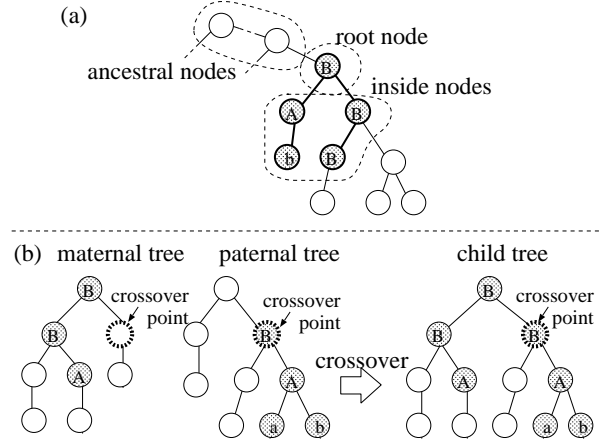 (a)
root node
ancestral nodes
B
inside nodes
A
B
b
B
(b) maternal tree paternal tree child tree
B
crossover
point
B
A
crossover
point
B
A
a b
crossover
B
crossover
point
B
B
A
A
a b